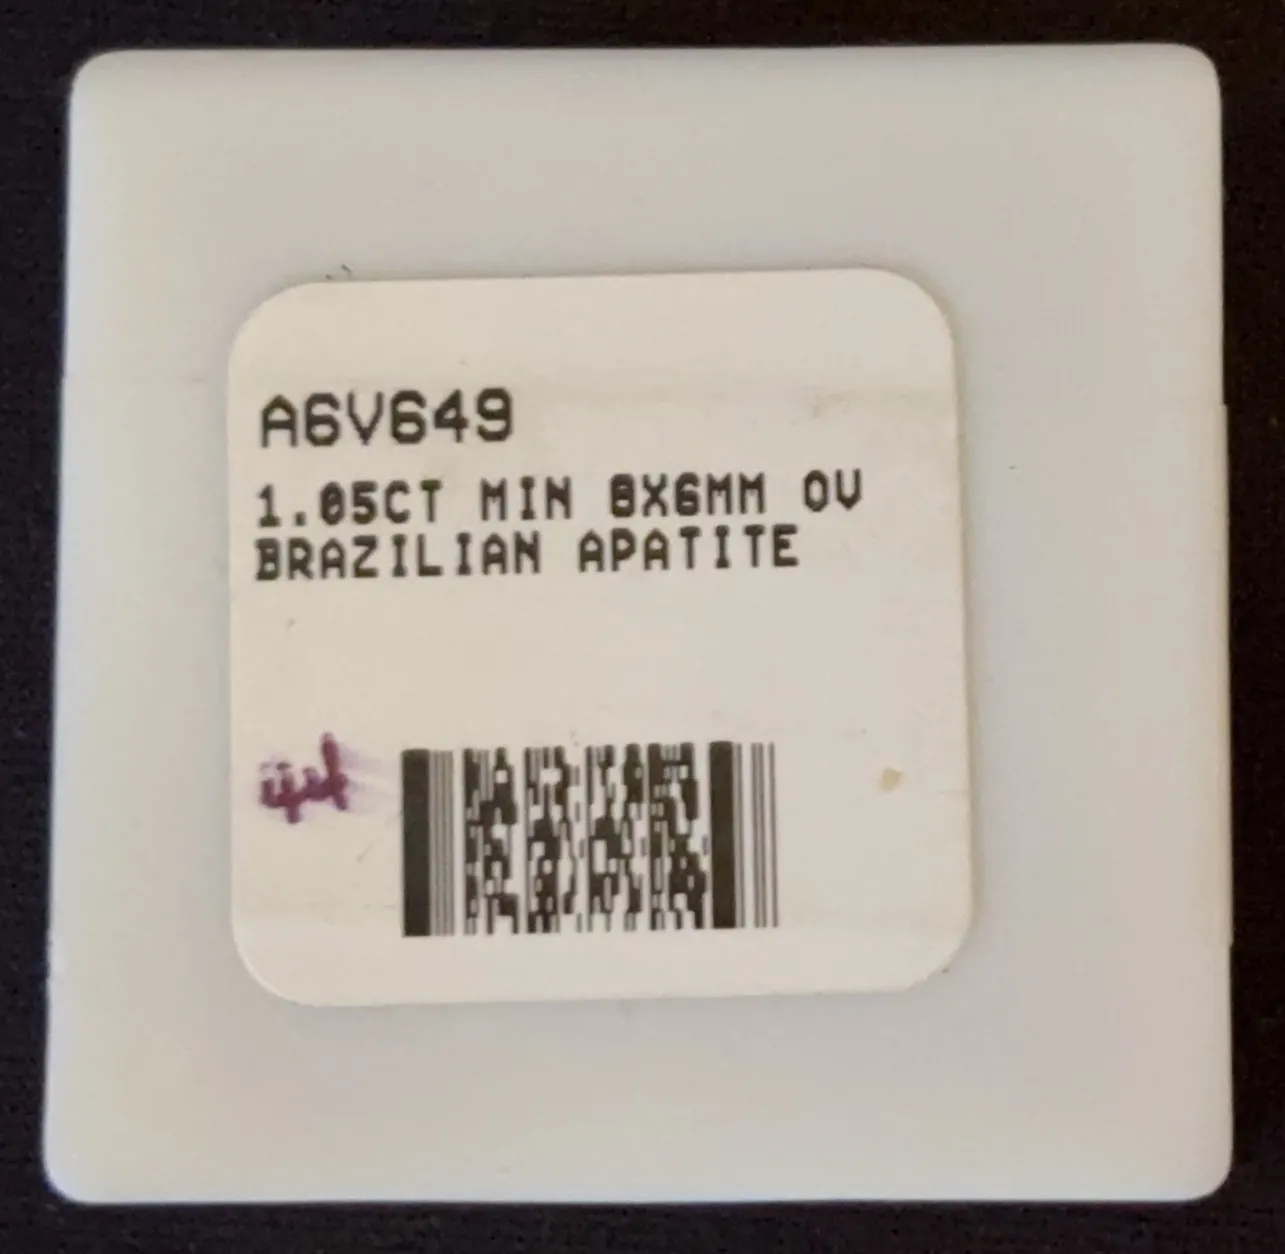 A6V649
1.05CT MIN 8X6MM OV
BRAZILIAN APATITE